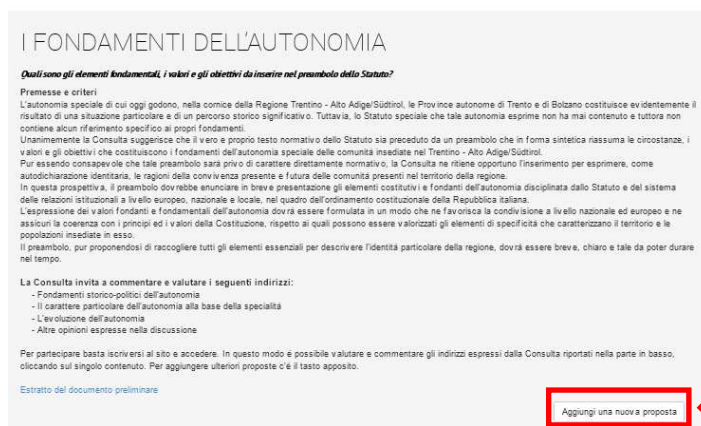 I FONDAMENTI DELL'AUTONOMIA
Quali sono gli elementi fondamentali, i valori e gli obiettivi da inserire nel preambolo dello Statuto?
Premesse e criteri
L'autonomia speciale di cui oggi godono, nella cornice della Regione Trentino - Alto Adige/Südtirol, le Province autonome di Trento e di Bolzano costituisce evidentemente il
risultato di una situazione particolare e di un percorso storico significativo. Tuttavia, lo Statuto speciale che tale autonomia esprime non ha mai contenuto e tuttora non
contiene alcun riferimento specifico ai propri fondamenti.
Unanimemente la Consulta suggerisce che il vero e proprio testo normativo dello Statuto sia preceduto da un preambolo che in forma sintetica riassuma le circostanze, i
valori e gli obiettivi che costituiscono i fondamenti dell'autonomia speciale delle comunità insediate nel Trentino - Alto Adige/Südtirol.
Pur essendo consapevole che tale preambolo sarà privo di carattere direttamente normativo, la Consulta ne ritiene opportuno l'inserimento per esprimere, come
autodichiarazione identitaria, le ragioni della convivenza presente e futura delle comunità presenti nel territorio della regione.
In questa prospettiva, il preambolo dovrebbe enunciare in breve presentazione gli elementi costitutivi e fondanti dell'autonomia disciplinata dallo Statuto e del sistema
delle relazioni istituzionali a livello europeo, nazionale e locale, nel quadro dell'ordinamento costituzionale della Repubblica italiana.
L'espressione dei valori fondanti e fondamentali dell'autonomia dovrà essere formulata in un modo che ne favorisca la condivisione a livello nazionale ed europeo e ne
assicuri la coerenza con i principi ed i valori della Costituzione, rispetto ai quali possono essere valorizzati gli elementi di specificità che caratterizzano il territorio e le
popolazioni insediate in esso.
Il preambolo, pur proponendosi di raccogliere tutti gli elementi essenziali per descrivere l'identità particolare della regione, dovrà essere breve, chiaro e tale da poter durare
nel tempo.
La Consulta invita a commentare e valutare i seguenti indirizzi:
- Fondamenti storico-politici dell'autonomia
- Il carattere particolare dell'autonomia alla base della specialità
- L'evoluzione dell'autonomia
- Altre opinioni espresse nella discussione
Per partecipare basta iscriversi al sito e accedere. In questo modo è possibile valutare e commentare gli indirizzi espressi dalla Consulta riportati nella parte in basso,
cliccando sul singolo contenuto. Per aggiungere ulteriori proposte c'è il tasto apposito.
Estratto del documento preliminare
Aggiungi una nuova proposta